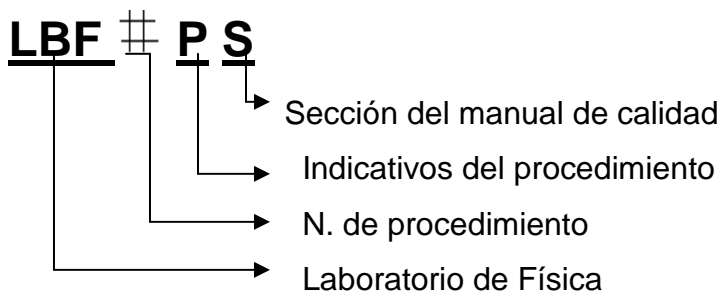 LBF # P S
Sección del manual de calidad
Indicativos del procedimiento
N. de procedimiento
Laboratorio de Física